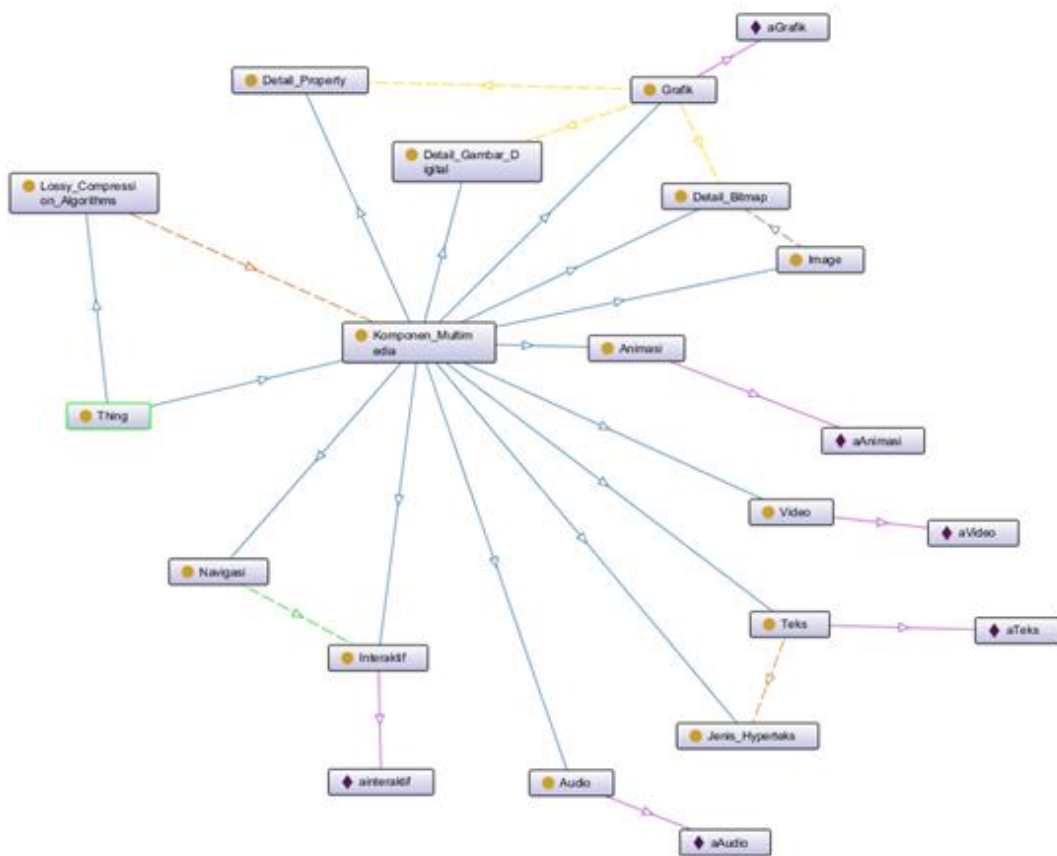 aGrafik
Detail_Property
Grafik
Detail_Gambar_D
igital
Lossy_Compressi
on_Algorithms
Detail_Bitmap
Image
Komponen_Multim
edia
Animasi
Thing
aAnimasi
Video
aVideo
Navigasi
Teks
aTeks
Interaktif
Jenis_Hyperteks
ainteraktif
Audio
aAudio